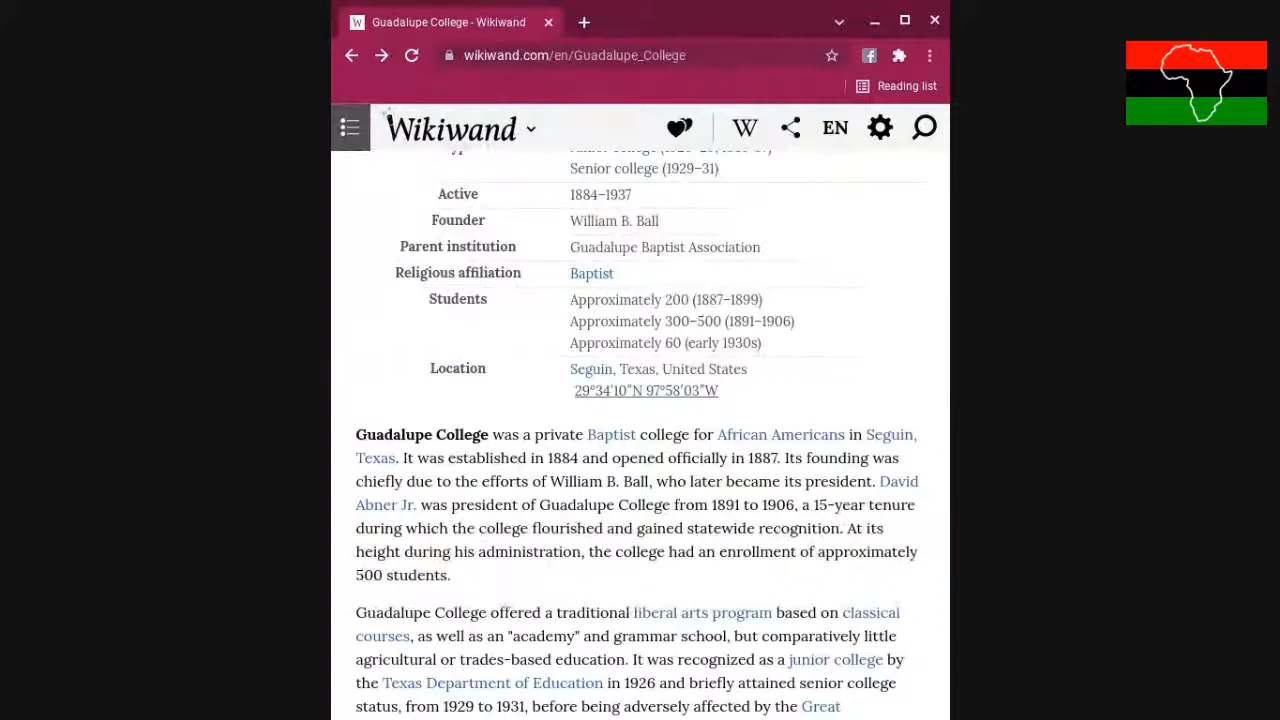 Guadalupe College - Wikiwand
wikiwand.com/en/Guadalupe_College
Reading list
Wikiwand
W
EN
Senior college (1929–31)
Active 1884–1937
Founder William B. Ball
Parent institution Guadalupe Baptist Association
Religious affiliation Baptist
Students Approximately 200 (1887–1899)
Approximately 300–500 (1891–1906)
Approximately 60 (early 1930s)
Location Seguin, Texas, United States
29°34′10″N 97°58′03″W
Guadalupe College was a private Baptist college for African Americans in Seguin,
Texas. It was established in 1884 and opened officially in 1887. Its founding was
chiefly due to the efforts of William B. Ball, who later became its president. David
Abner Jr. was president of Guadalupe College from 1891 to 1906, a 15-year tenure
during which the college flourished and gained statewide recognition. At its
height during his administration, the college had an enrollment of approximately
500 students.
Guadalupe College offered a traditional liberal arts program based on classical
courses, as well as an "academy" and grammar school, but comparatively little
agricultural or trades-based education. It was recognized as a junior college by
the Texas Department of Education in 1926 and briefly attained senior college
status, from 1929 to 1931, before being adversely affected by the Great